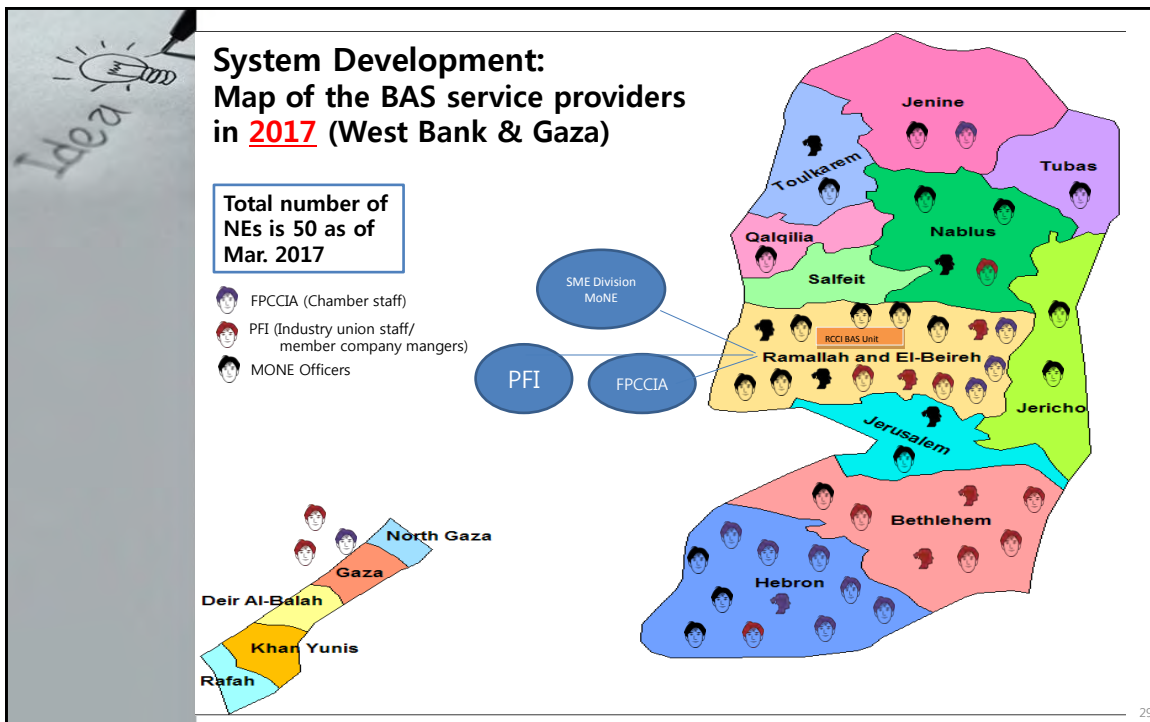 Idea
System Development:
Map of the BAS service providers
in 2017 (West Bank & Gaza)
Total number of
NEs is 50 as of
Mar. 2017
FPCCIA (Chamber staff)
PFI (Industry union staff/
member company mangers)
MONE Officers
SME Division
MoNE
PFI
FPCCIA
Jenine
Toulkarem
Tubas
Nablus
Qalqilia
Salfeit
RCCI BAS Unit
Ramallah and El-Beireh
Jericho
Jerusalem
Bethlehem
Hebron
North Gaza
Gaza
Deir Al-Balah
Khan Yunis
Rafah
29